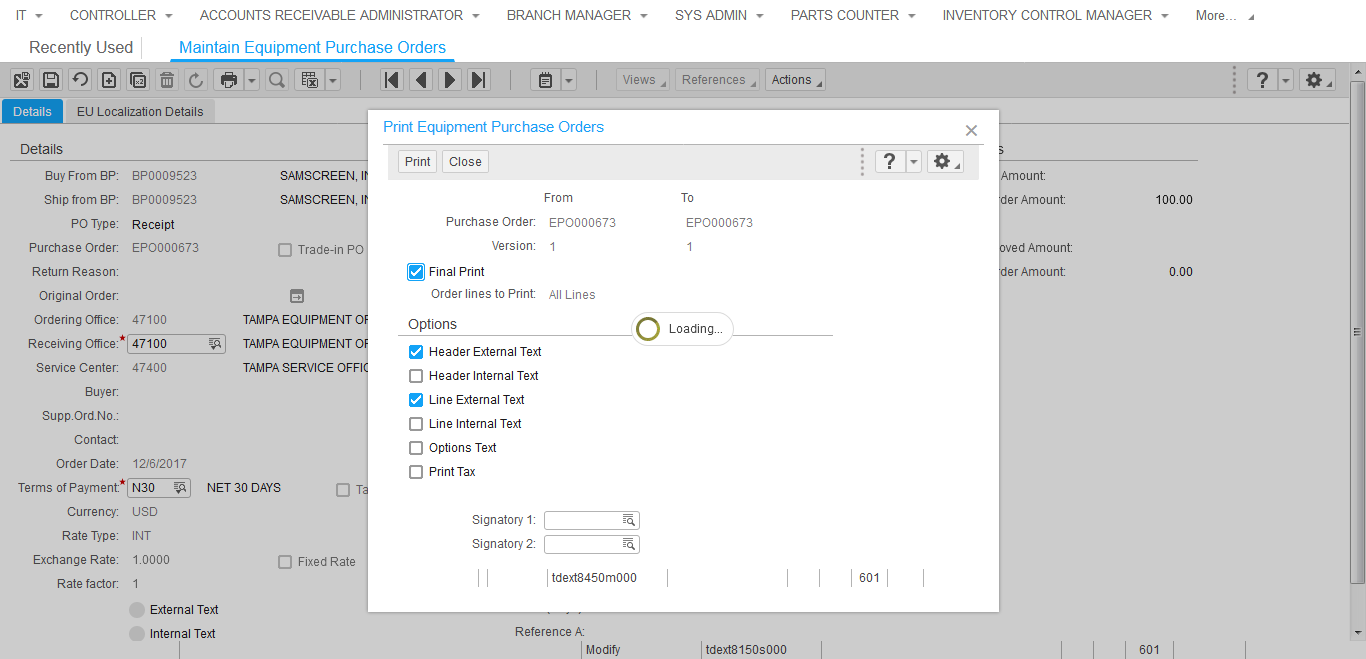 IT CONTROLLER ACCOUNTS RECEIVABLE ADMINISTRATOR BRANCH MANAGER SYS ADMIN PARTS COUNTER INVENTORY CONTROL MANAGER More...
Recently Used Maintain Equipment Purchase Orders
Views References Actions ?
Details EU Localization Details
Print Equipment Purchase Orders
Print Close ?
From To
Purchase Order: EPO000673 EPO000673
Version: 1 1
Final Print
Order lines to Print: All Lines
Options
Loading...
Header External Text
Header Internal Text
Line External Text
Line Internal Text
Options Text
Print Tax
Signatory 1:
Signatory 2:
tdext8450m000 601
Details
Buy From BP: BP0009523 SAMSCREEN, IN
Ship from BP: BP0009523 SAMSCREEN, IN
PO Type: Receipt
Purchase Order: EPO000673 Trade-in PO
Return Reason:
Original Order:
Ordering Office: 47100 TAMPA EQUIPMENT OF
Receiving Office:* 47100 TAMPA EQUIPMENT OF
Service Center: 47400 TAMPA SERVICE OFFIC
Buyer:
Supp.Ord.No.:
Contact:
Order Date: 12/6/2017
Terms of Payment:* N30 NET 30 DAYS Ta
Currency: USD
Rate Type: INT
Exchange Rate: 1.0000 Fixed Rate
Rate factor: 1
External Text
Internal Text
s
Amount:
der Amount: 100.00
oved Amount:
der Amount: 0.00
Reference A:
Modify tdext8150s000 601